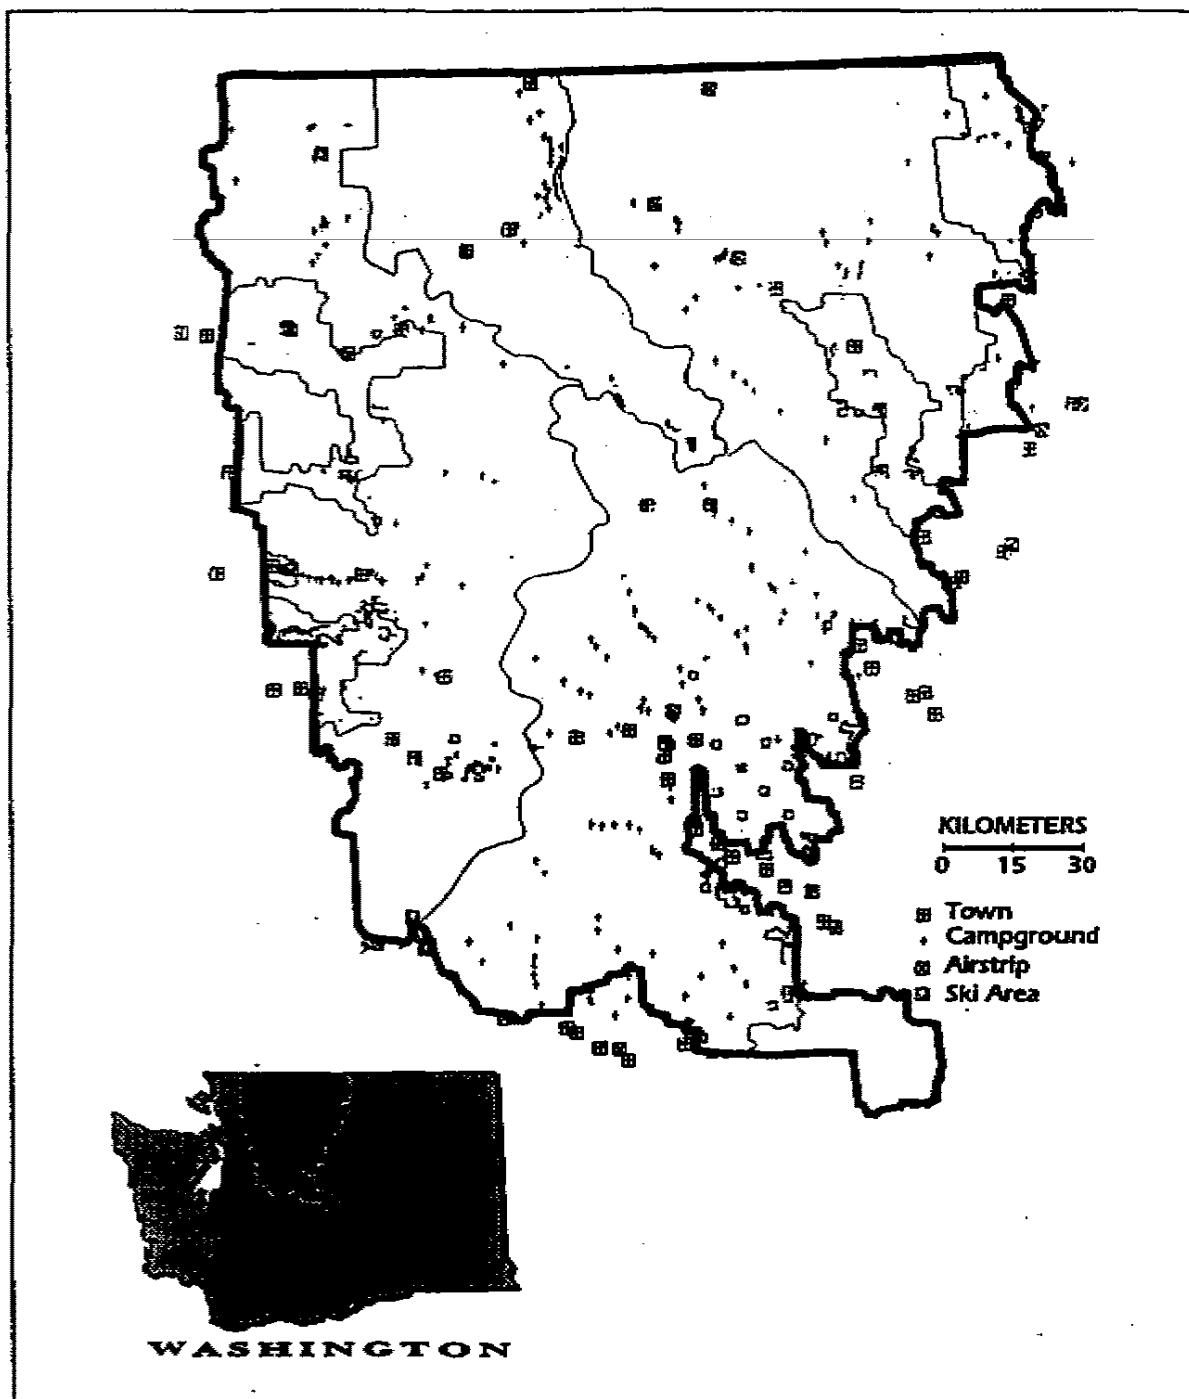 KILOMETERS
0 15 30
Town
Campground
Airstrip
Ski Area
WASHINGTON